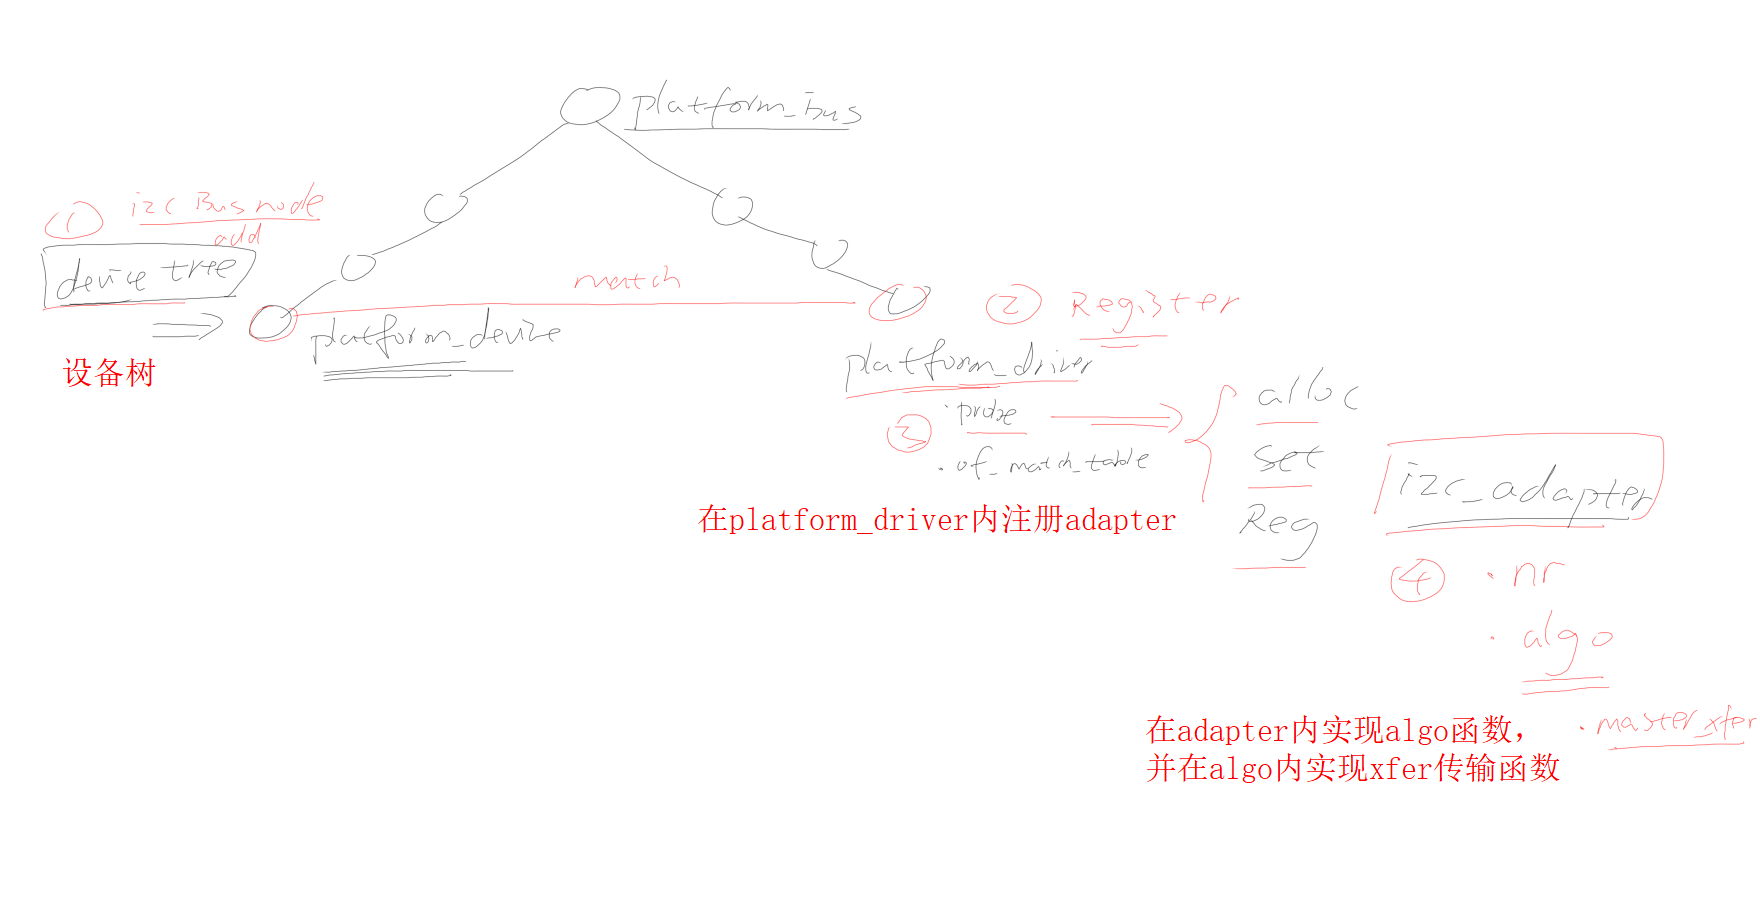 platform_bus
① i2c Bus node
add
device tree
match
② Register
platform_device
设备树
platform_driver
③ · probe
· of_match_table
alloc
set
Reg
i2c_adapter
在platform_driver内注册adapter
④ · nr
· algo
· master_xfer
在adapter内实现algo函数，
并在algo内实现xfer传输函数